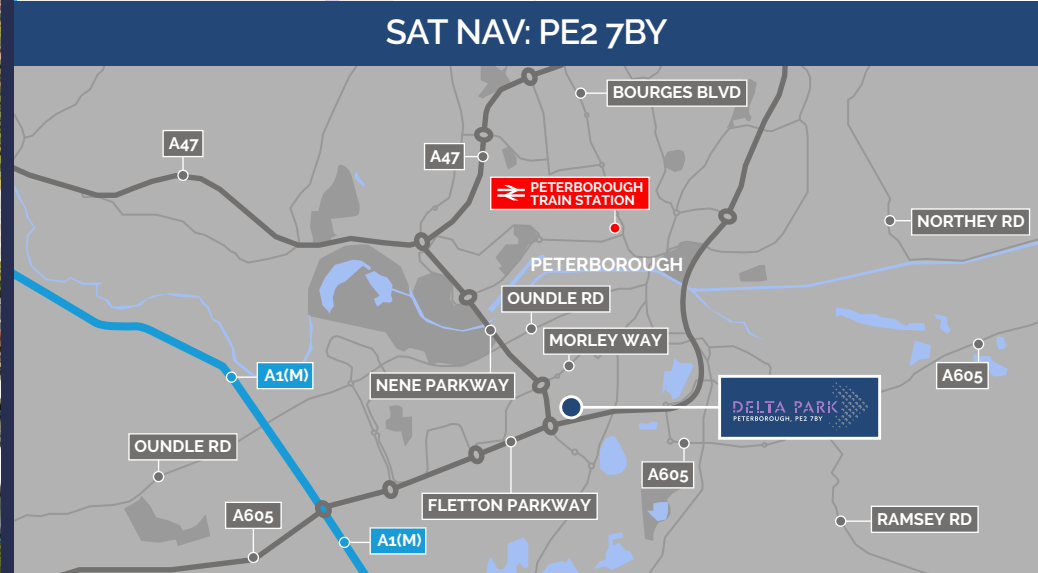 SAT NAV: PE2 7BY
BOURGES BLVD
A47
A47
PETERBOROUGH
TRAIN STATION
NORTHEY RD
PETERBOROUGH
OUNDLE RD
MORLEY WAY
A1(M)
NENE PARKWAY
A605
DELTA PARK
PETERBOROUGH, PE2 7BY
OUNDLE RD
A605
FLETTON PARKWAY
A605
RAMSEY RD
A1(M)